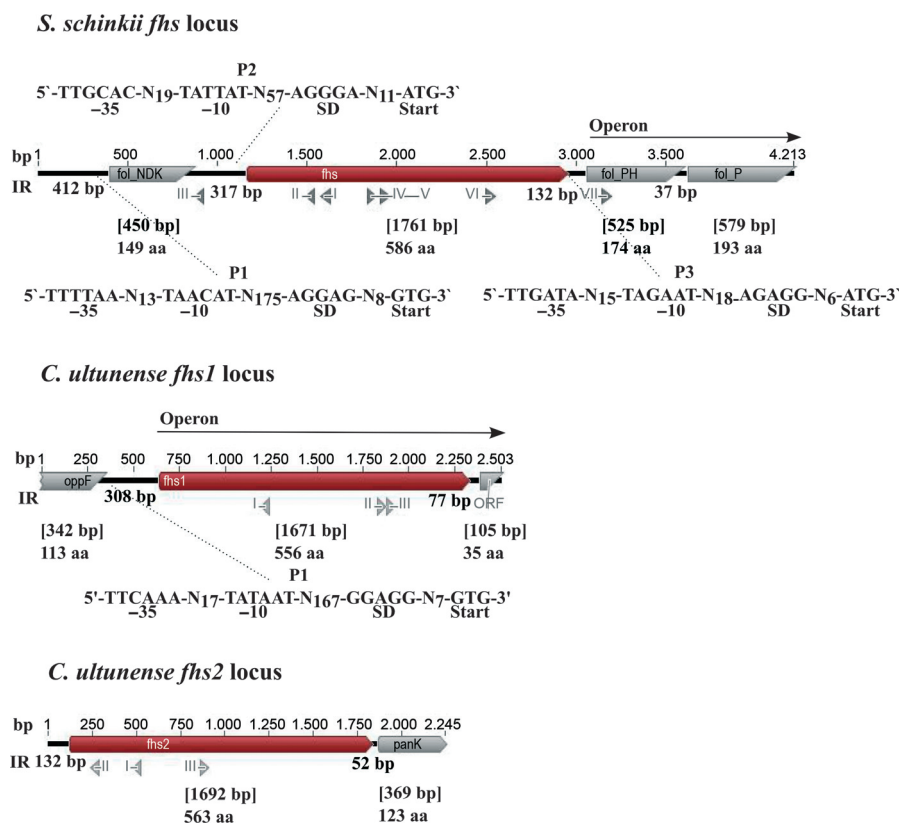 S. schinkii fhs locus
P2
5`-TTGCAC-N19-TATTAT-N57-AGGGA-N11-ATG-3`
−35 −10 SD Start
Operon
bp 1 500 1.000 1.500 2.000 2.500 3.000 3.500 4.213
fol_NDK fhs fol_PH fol_P
IR 412 bp III 317 bp II I IV V VI 132 bp VII 37 bp
[450 bp] [1761 bp] [525 bp] [579 bp]
149 aa 586 aa 174 aa 193 aa
P1 P3
5`-TTTTAA-N13-TAACAT-N175-AGGAG-N8-GTG-3` 5`-TTGATA-N15-TAGAAT-N18-AGAGG-N6-ATG-3`
−35 −10 SD Start −35 −10 SD Start
C. ultunense fhs1 locus
Operon
bp 1 250 500 750 1.000 1.250 1.500 1.750 2.000 2.250 2.503
oppF fhs1
IR 308 bp I II III 77 bp ORF
[342 bp] [1671 bp] [105 bp]
113 aa 556 aa 35 aa
P1
5'-TTCAAA-N17-TATAAT-N167-GGAGG-N7-GTG-3'
−35 −10 SD Start
C. ultunense fhs2 locus
bp 1 250 500 750 1.000 1.250 1.500 1.750 2.000 2.245
fhs2 panK
IR 132 bp II I III 52 bp
[1692 bp] [369 bp]
563 aa 123 aa